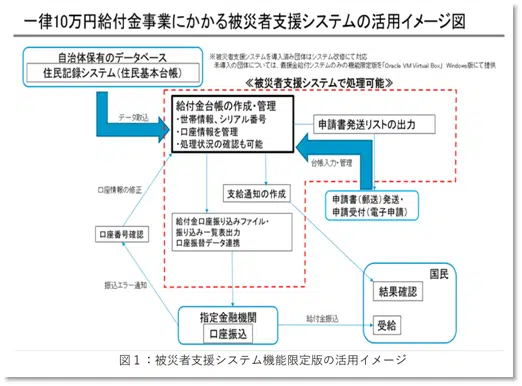 一律10万円給付金事業にかかる被災者支援システムの活用イメージ図
自治体保有のデータベース
住民記録システム(住民基本台帳)
※被災者支援システムを導入済み団体はシステム改修にて対応
未導入の団体については、義援金給付システムのみの機能限定版を「Oracle VM Virtual Box」 Windows版にて提供
≪被災者支援システムで処理可能≫
データ取込
給付金台帳の作成・管理
・世帯情報、シリアル番号
・口座情報を管理
・処理状況の確認も可能
申請書発送リストの出力
台帳入力・管理
口座情報の修正
支給通知の作成
申請書(郵送)発送・
申請受付(電子申請)
給付金口座振り込みファイル・
振り込み一覧表出力
口座振替データ連携
口座番号確認
国民
結果確認
振込エラー通知
指定金融機関
口座振込
給付金振込
受給
図1:被災者支援システム機能限定版の活用イメージ